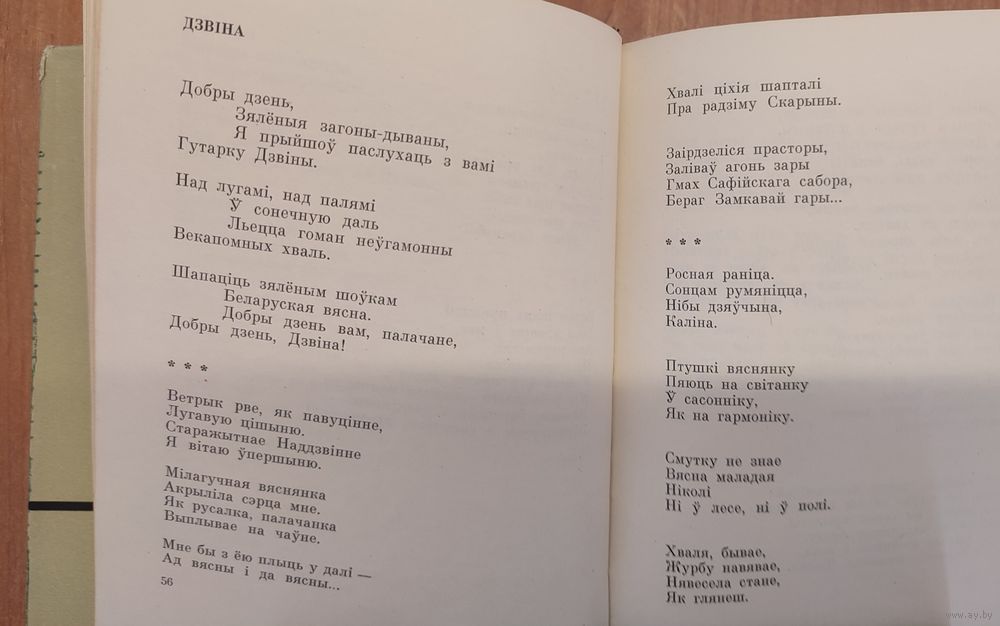 ДЗВІНА
Добры дзень,
Зялёныя загоны-дываны,
Я прыйшоў паслухаць з вамі
Гутарку Дзвіны.
Над лугамі, над палямі
Ў сонечную даль
Льецца гоман неўгамонны
Векапомных хваль.
Шапаціць зялёным шоўкам
Беларуская вясна.
Добры дзень вам, палачане,
Добры дзень, Дзвіна!
* * *
Ветрык рве, як павуцінне,
Лугавую цішыню.
Старажытнае Наддзвінне
Я вітаю ўпершыню.
Мілагучная вяснянка
Акрыліла сэрца мне.
Як русалка, палачанка
Выплывае на чаўне.
Мне бы з ёю плыць у далі —
Ад вясны і да вясны...
56
Хвалі ціхія шапталі
Пра радзіму Скарыны.
Заірдзеліся прасторы,
Заліваў агонь зары
Гмах Сафійскага сабора,
Бераг Замкавай гары...
* * *
Росная раніца.
Сонцам румяніцца,
Нібы дзяўчына,
Каліна.
Птушкі вяснянку
Пяюць на світанку
Ў сасонніку,
Як на гармоніку.
Смутку не знае
Вясна маладая
Ніколі
Ні ў лесе, ні ў полі.
Хваля, бывае,
Журбу навявае,
Нявесела стане,
Як глянеш.
www.ay.by